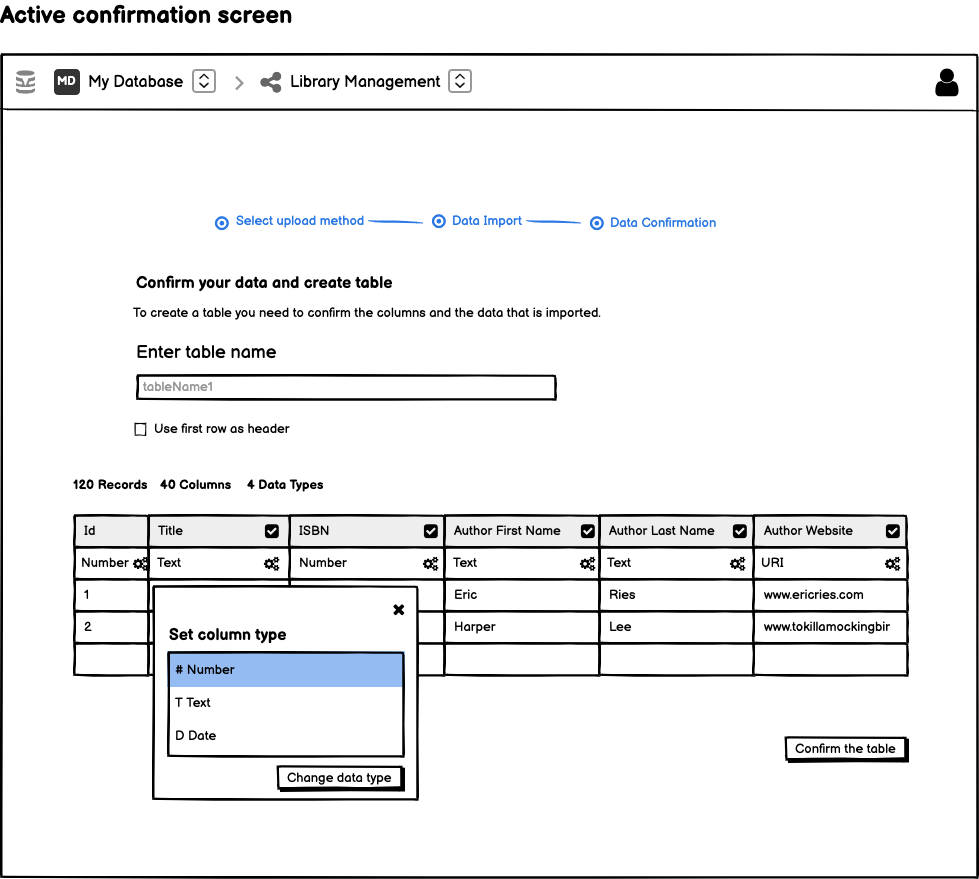 Active confirmation screen
MD My Database Library Management
Select upload method Data Import Data Confirmation
Confirm your data and create table
To create a table you need to confirm the columns and the data that is imported.
Enter table name
tableName1
Use first row as header
120 Records 40 Columns 4 Data Types
Id Title ISBN Author First Name Author Last Name Author Website
Number Text Number Text Text URI
1 Eric Ries www.ericries.com
2 Harper Lee www.tokillamockingbir
Set column type
# Number
T Text
D Date
Change data type
Confirm the table